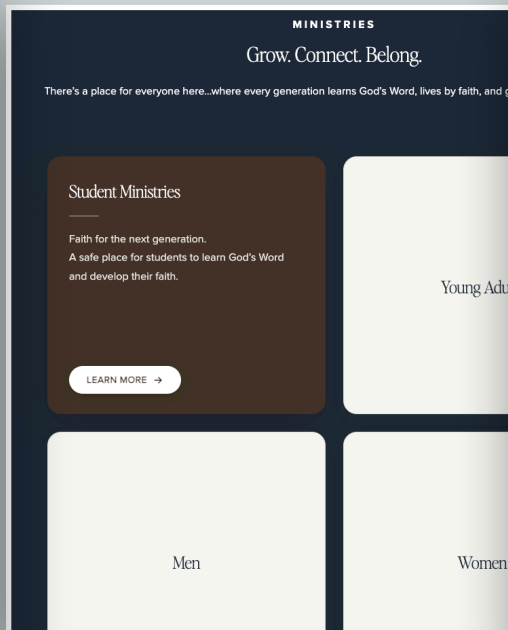 MINISTRIES
Grow. Connect. Belong.
There's a place for everyone here...where every generation learns God's Word, lives by faith, and
Student Ministries
Faith for the next generation.
A safe place for students to learn God's Word
and develop their faith.
LEARN MORE →
Young Adu
Men
Women